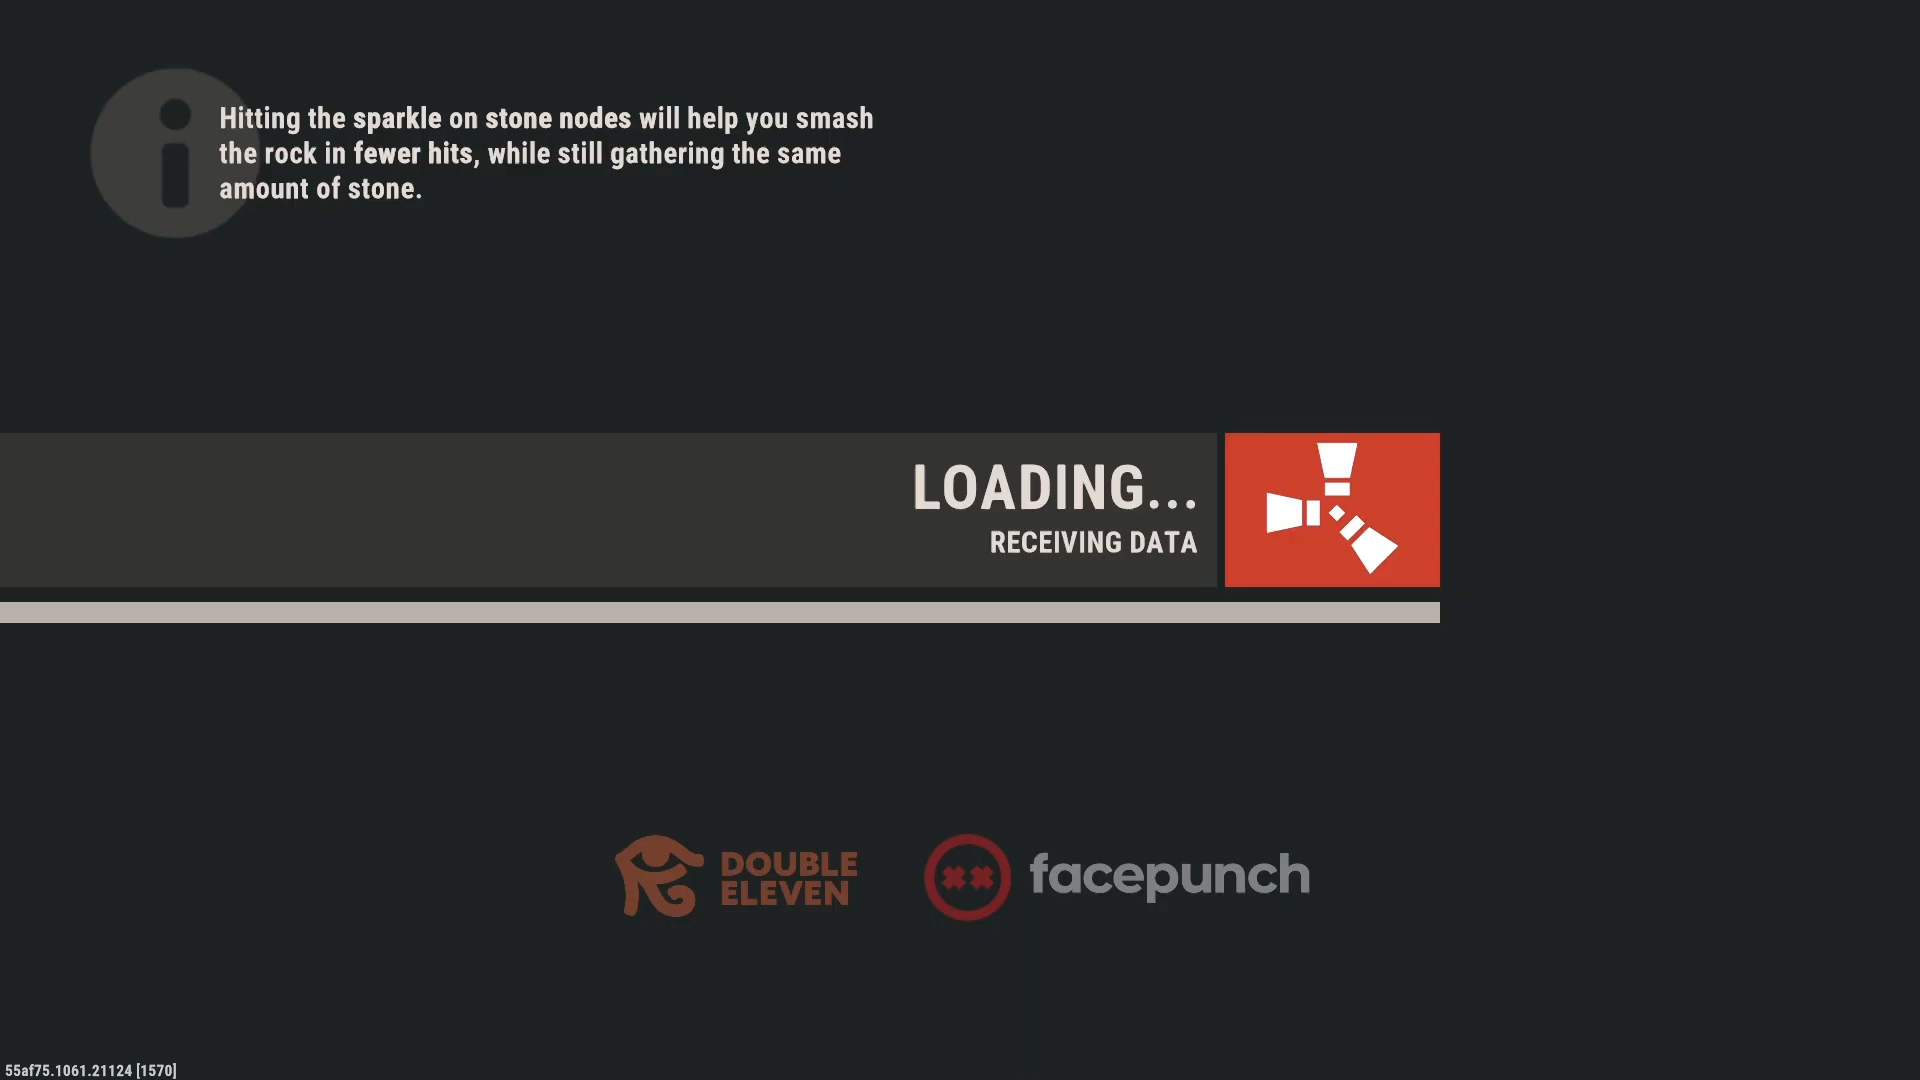 Hitting the sparkle on stone nodes will help you smash
the rock in fewer hits, while still gathering the same
amount of stone.
LOADING...
RECEIVING DATA
DOUBLE
ELEVEN
facepunch
55af75.1061.21124 [1570]